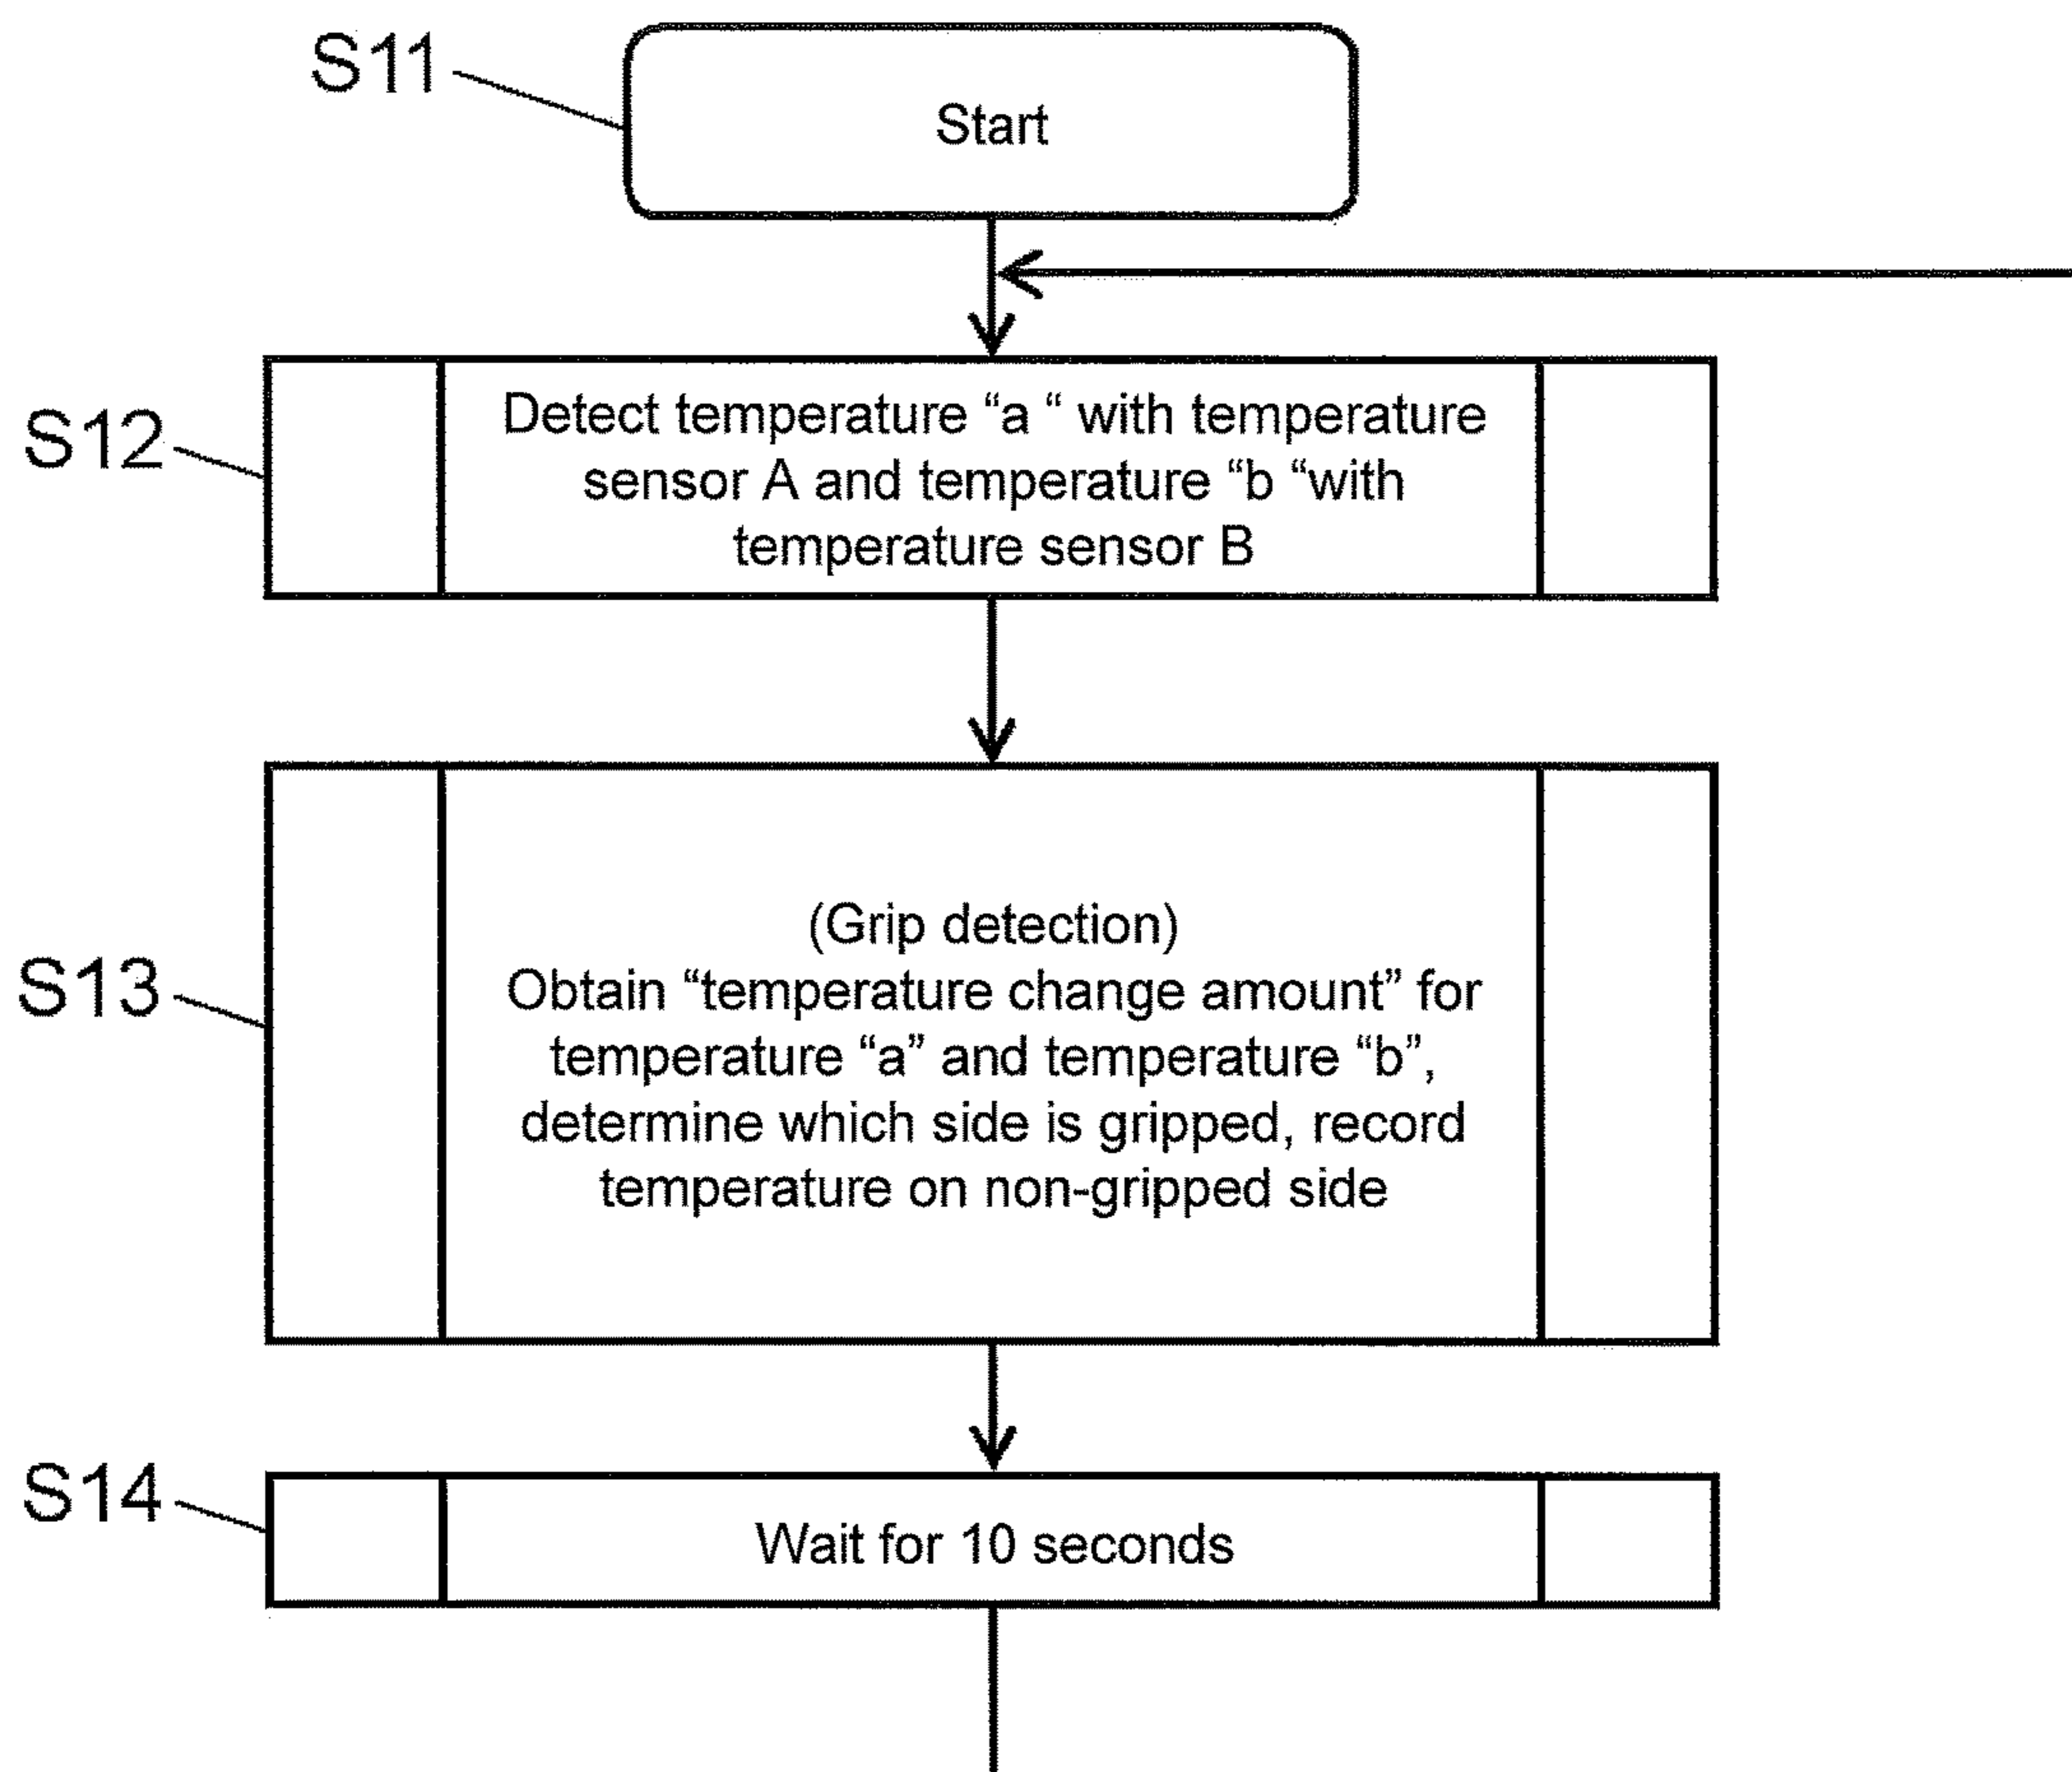 S11
Start
S12
Detect temperature “a “ with temperature
sensor A and temperature “b “with
temperature sensor B
S13
(Grip detection)
Obtain “temperature change amount” for
temperature “a” and temperature “b”,
determine which side is gripped, record
temperature on non-gripped side
S14
Wait for 10 seconds